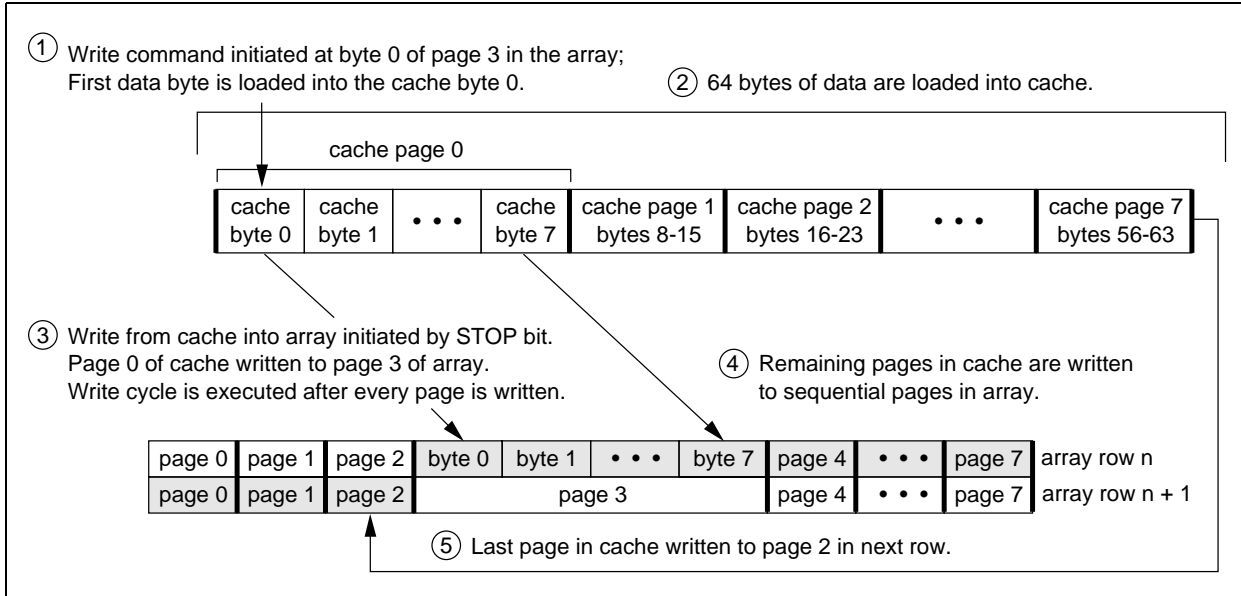 1 Write command initiated at byte 0 of page 3 in the array;
First data byte is loaded into the cache byte 0.
2 64 bytes of data are loaded into cache.
cache page 0
cache byte 0
cache byte 1
• • •
cache byte 7
cache page 1 bytes 8-15
cache page 2 bytes 16-23
• • •
cache page 7 bytes 56-63
3 Write from cache into array initiated by STOP bit.
Page 0 of cache written to page 3 of array.
Write cycle is executed after every page is written.
4 Remaining pages in cache are written
to sequential pages in array.
page 0 page 1 page 2 byte 0 byte 1 • • • byte 7 page 4 • • • page 7 array row n
page 0 page 1 page 2 page 3 page 4 • • • page 7 array row n + 1
5 Last page in cache written to page 2 in next row.